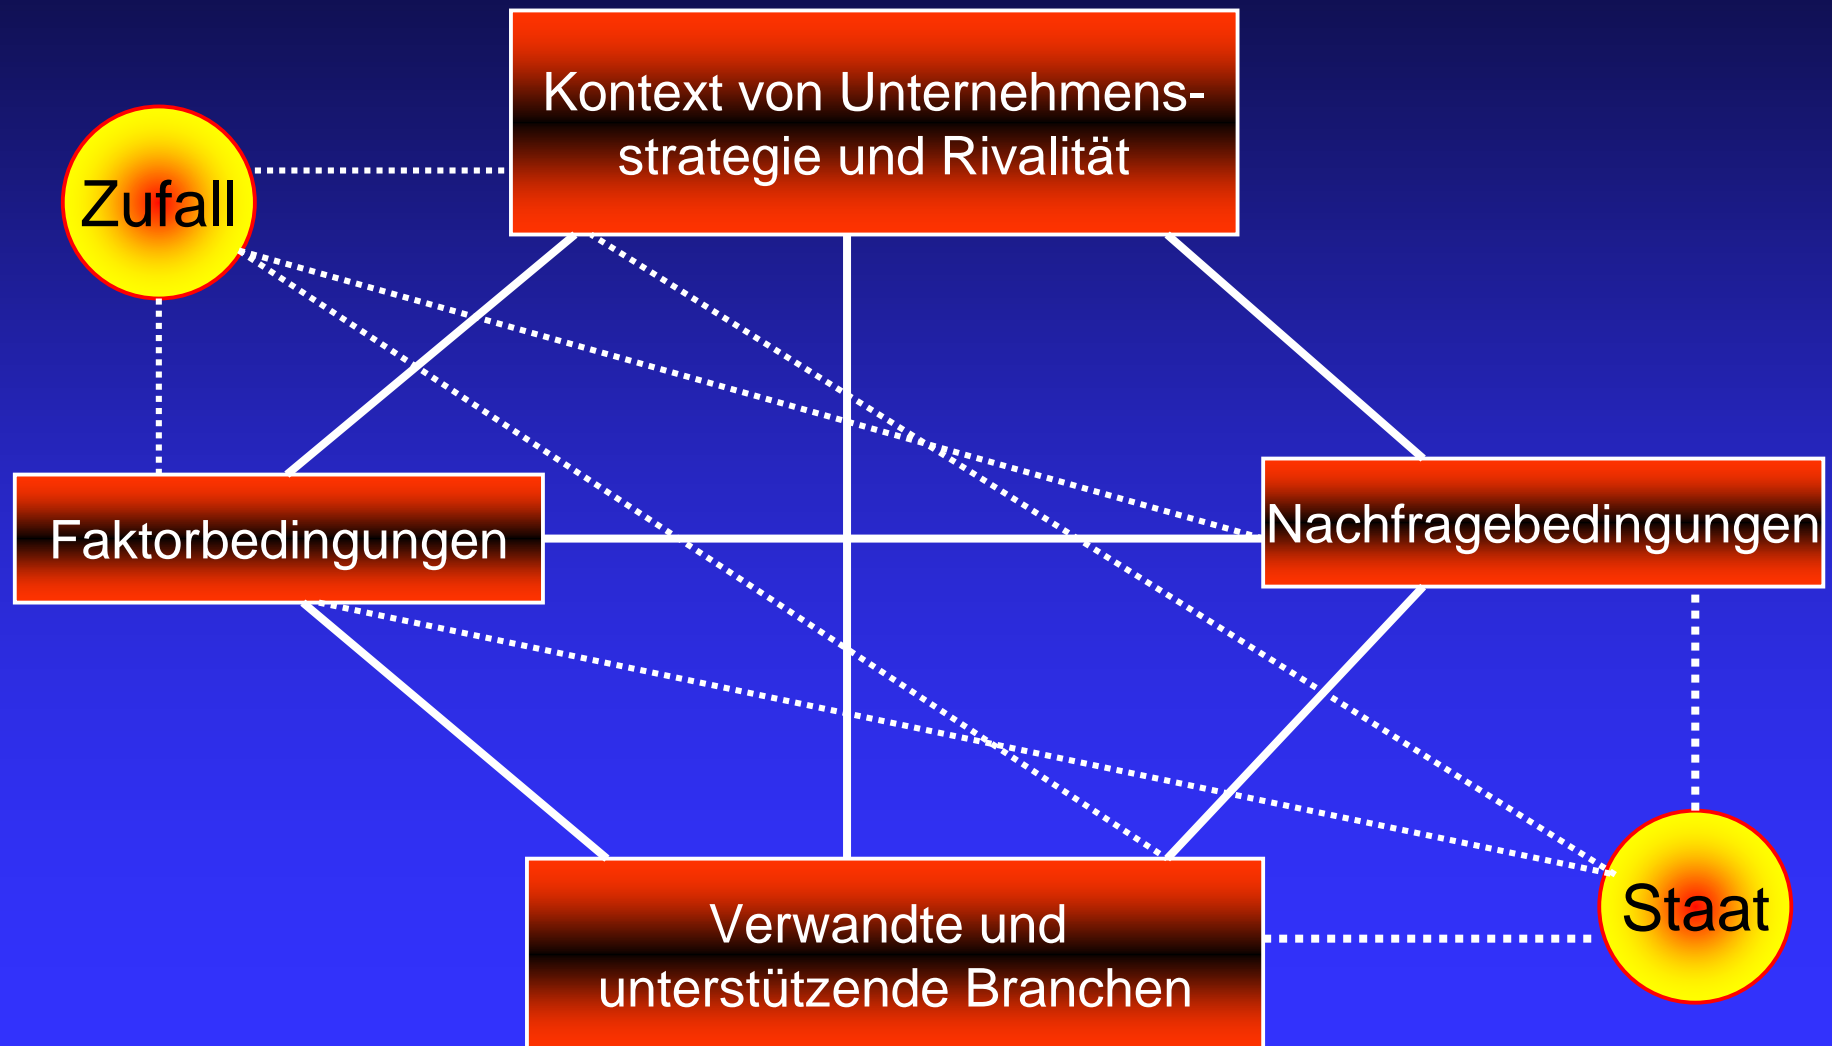 Kontext von Unternehmens-
strategie und Rivalität
Zufall
Faktorbedingungen
Nachfragebedingungen
Verwandte und
unterstützende Branchen
Staat